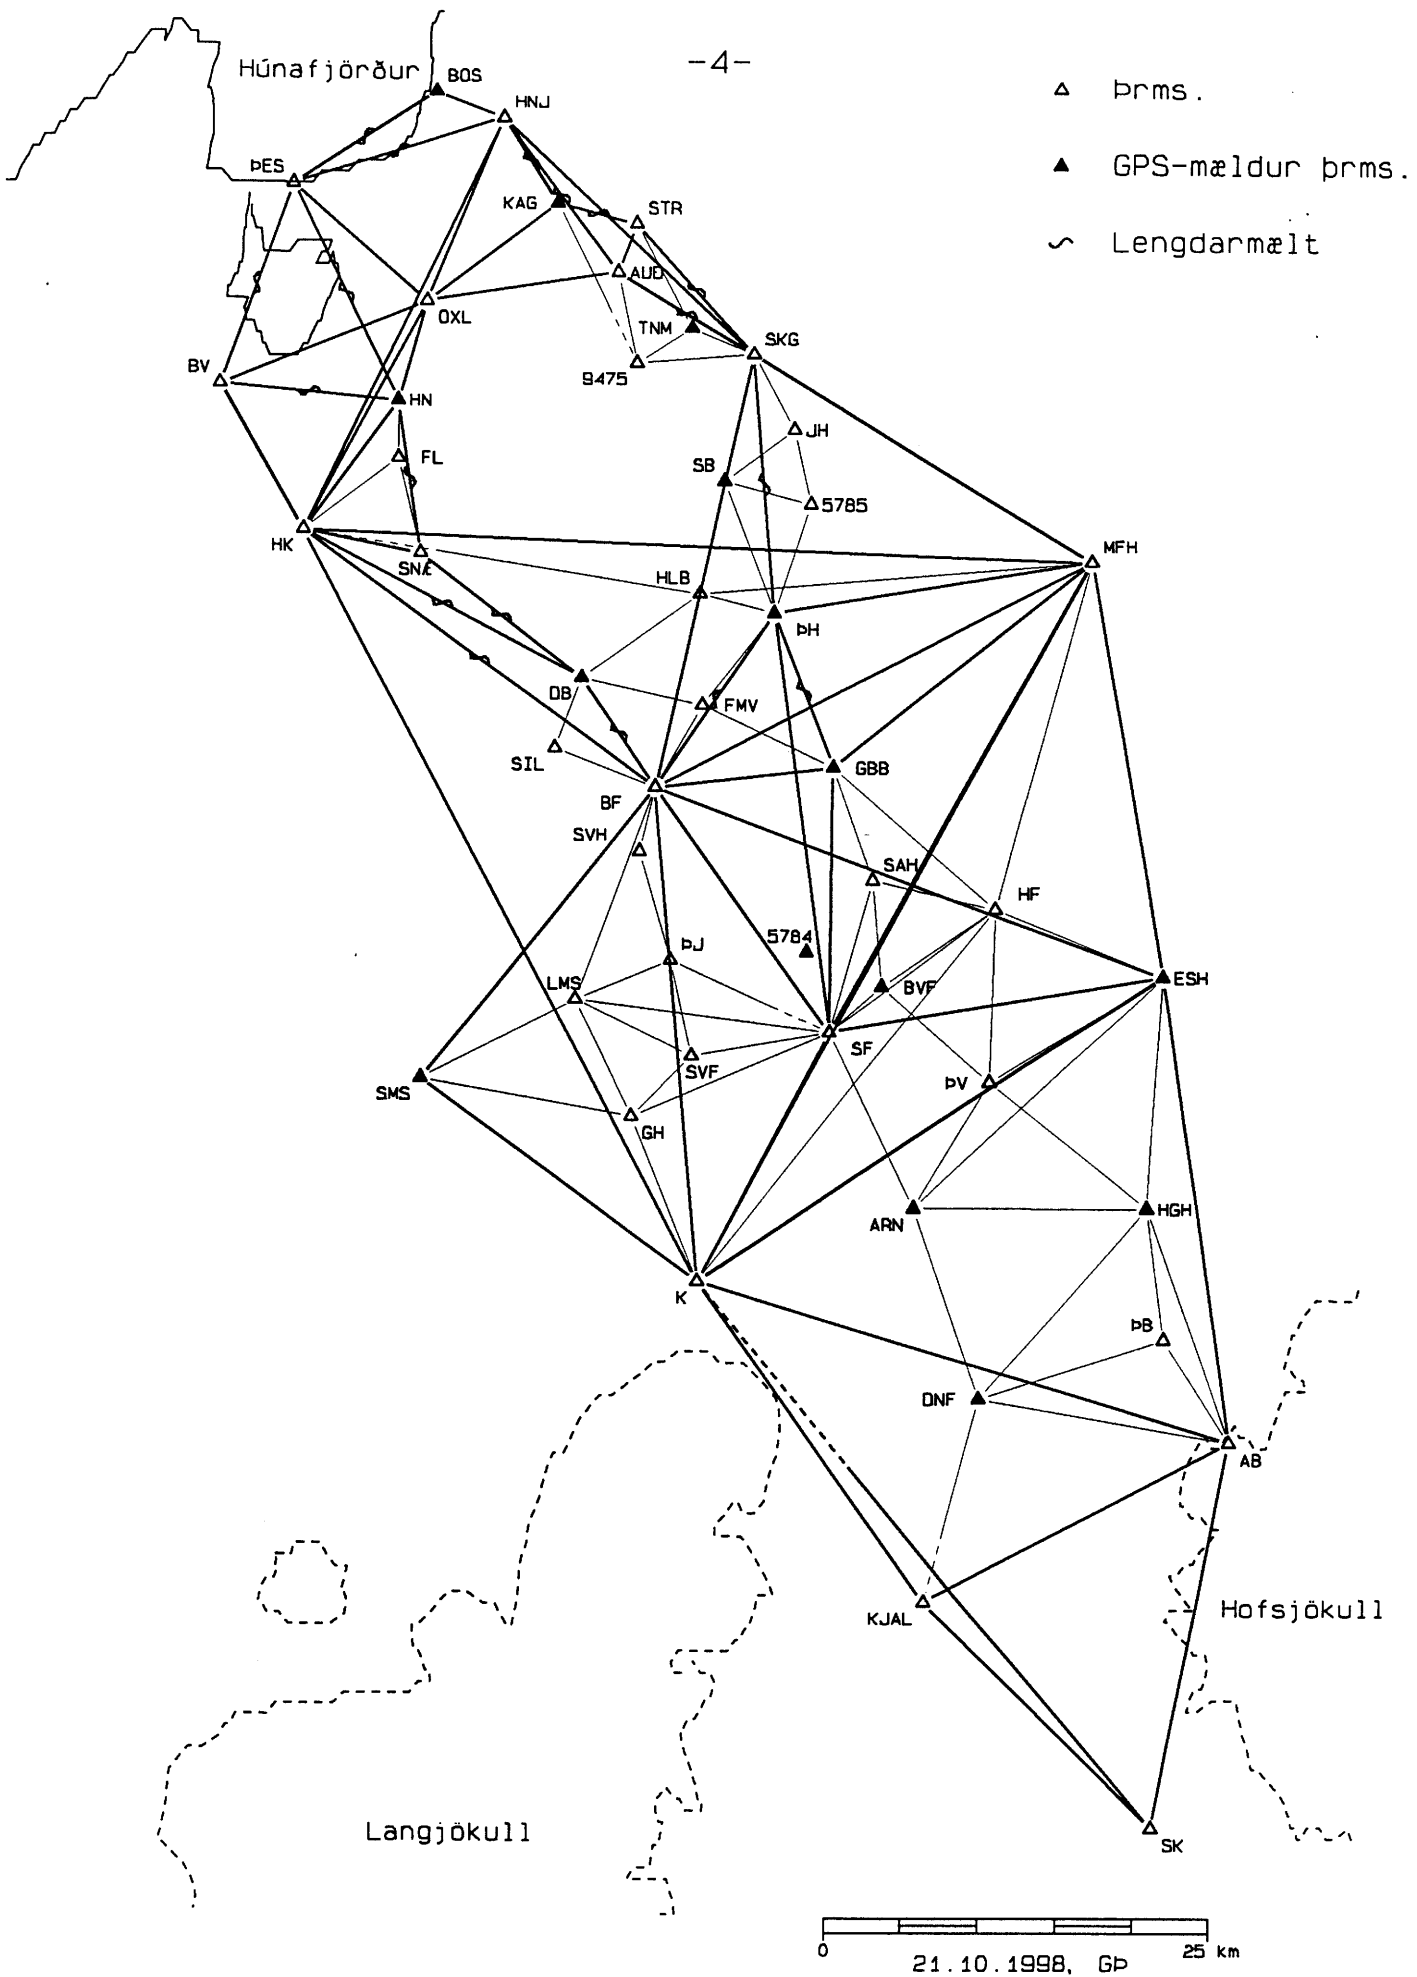 -4-
Húnafjörður
BOS
HNJ
Þrms.
ÞES
GPS-mældur þrms.
KAG
STR
Lengdarmælt
AUD
OXL
TNM
SKG
BV
9475
HN
JH
FL
SB
5785
HK
MFH
SNÆ
HLB
ÞH
DB
FMV
SIL
GBB
BF
SVH
SAH
HF
5784
ÞJ
LMS
BVF
ESH
SF
SVF
ÞV
SMS
GH
ARN
HGH
K
ÞB
DNF
AB
KJAL
Hofsjökull
Langjökull
SK
0
25 km
21.10.1998, GÞ